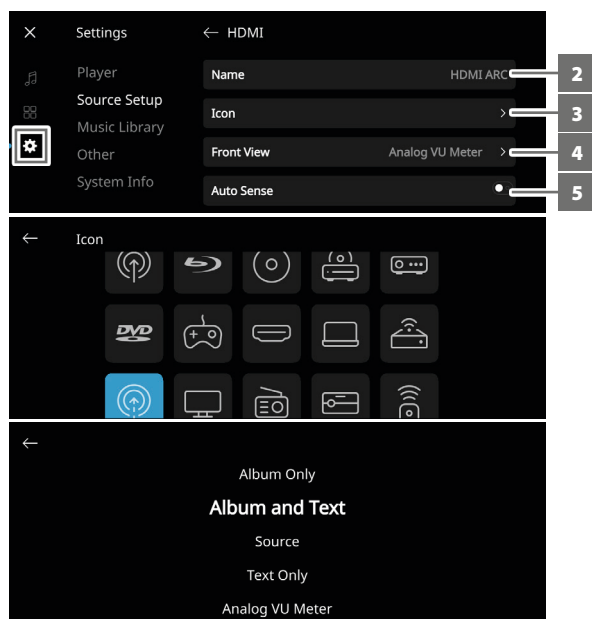 Settings
HDMI
Player
Source Setup
Music Library
Other
System Info
Name HDMI ARC 2
Icon 3
Front View Analog VU Meter 4
Auto Sense 5
Icon
DVD
Album Only
Album and Text
Source
Text Only
Analog VU Meter